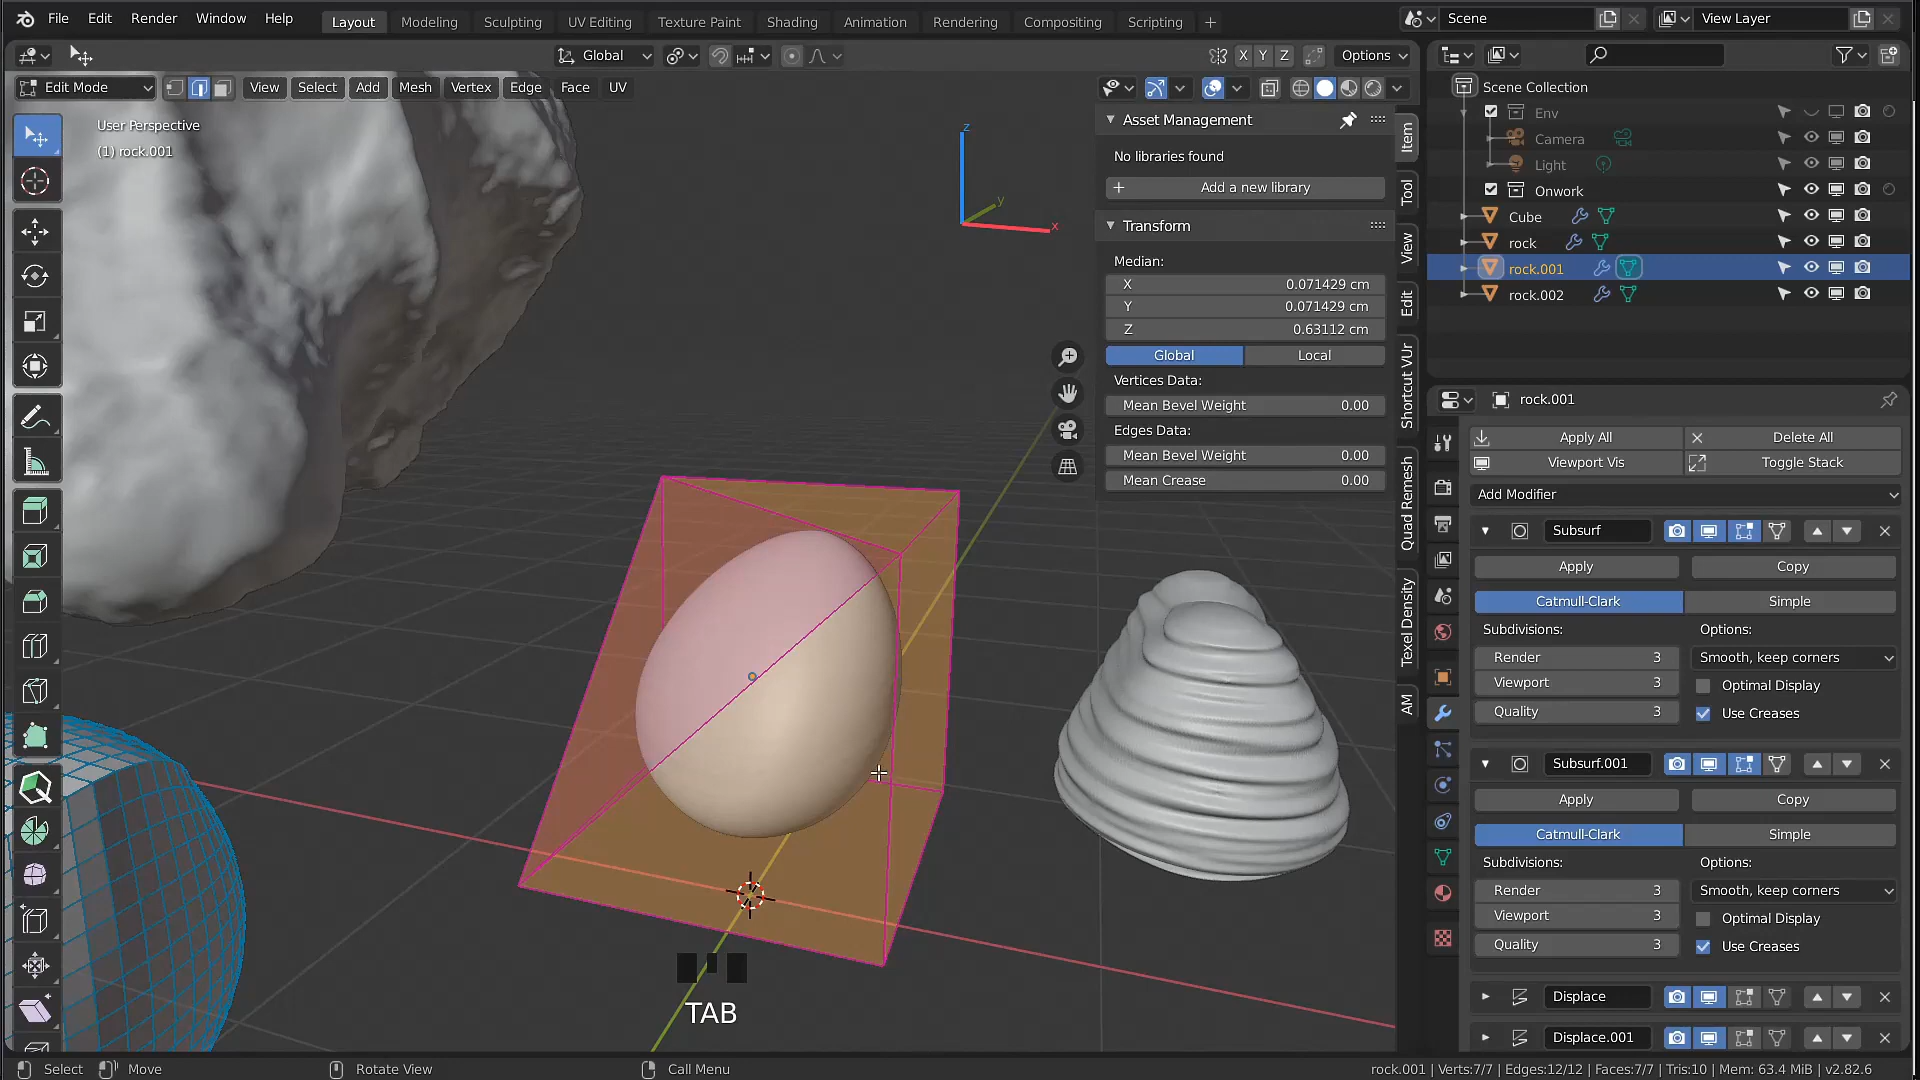 File Edit Render Window Help Layout Modeling Sculpting UV Editing Texture Paint Shading Animation Rendering Compositing Scripting + Scene View Layer
Global X Y Z Options
Edit Mode View Select Add Mesh Vertex Edge Face UV
User Perspective
(1) rock.001
z
y
x
Asset Management
No libraries found
+ Add a new library
Transform
Median:
X 0.071429 cm
Y 0.071429 cm
Z 0.63112 cm
Global Local
Vertices Data:
Mean Bevel Weight 0.00
Edges Data:
Mean Bevel Weight 0.00
Mean Crease 0.00
Item
Tool
View
Edit
Shortcut VUr
Quad Remesh
Texel Density
AM
Scene Collection
Env
Camera
Light
Onwork
Cube
rock
rock.001
rock.002
rock.001
Apply All Delete All
Viewport Vis Toggle Stack
Add Modifier
Subsurf
Apply Copy
Catmull-Clark Simple
Subdivisions: Options:
Render 3 Smooth, keep corners
Viewport 3 Optimal Display
Quality 3 Use Creases
Subsurf.001
Apply Copy
Catmull-Clark Simple
Subdivisions: Options:
Render 3 Smooth, keep corners
Viewport 3 Optimal Display
Quality 3 Use Creases
Displace
Displace.001
TAB
Select Move Rotate View Call Menu rock.001 | Verts:7/7 | Edges:12/12 | Faces:7/7 | Tris:10 | Mem: 63.4 MiB | v2.82.6